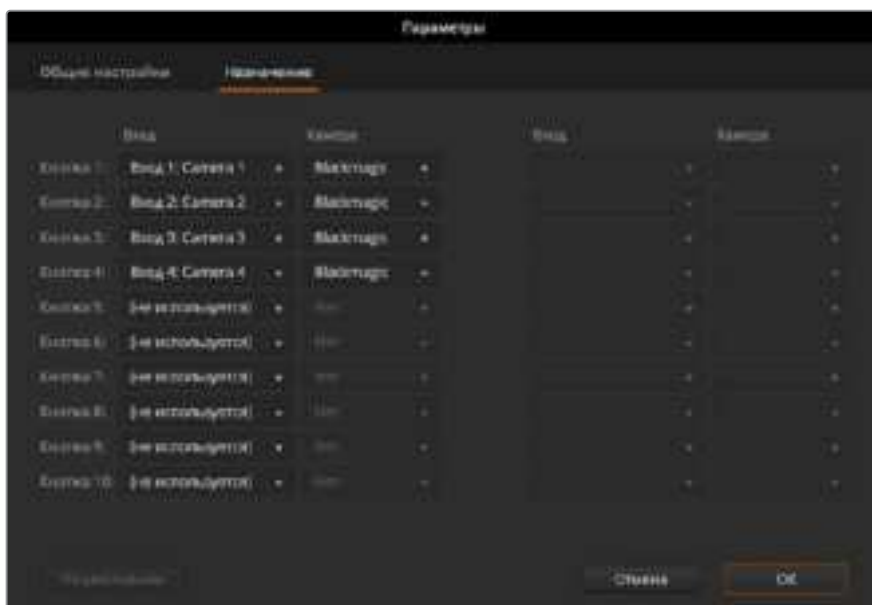 Параметры
Общие настройки Назначение
Вход Камера Вход Камера
Кнопка 1: Вход 1: Camera 1 Blackmagic
Кнопка 2: Вход 2: Camera 2 Blackmagic
Кнопка 3: Вход 3: Camera 3 Blackmagic
Кнопка 4: Вход 4: Camera 4 Blackmagic
Кнопка 5: [не используется]
Кнопка 6: [не используется]
Кнопка 7: [не используется]
Кнопка 8: [не используется]
Кнопка 9: [не используется]
Кнопка 10: [не используется]
Отмена OK